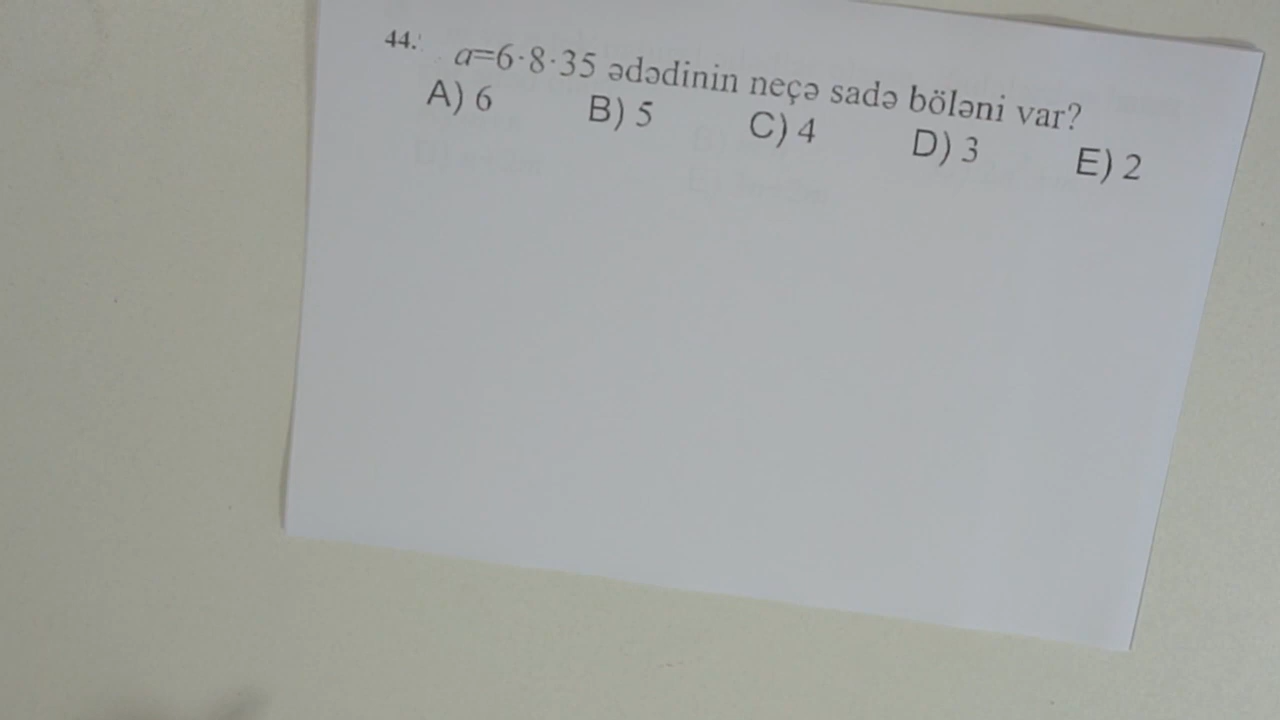 44. a=6·8·35 ədədinin neçə sadə böləni var?
A) 6 B) 5 C) 4 D) 3 E) 2